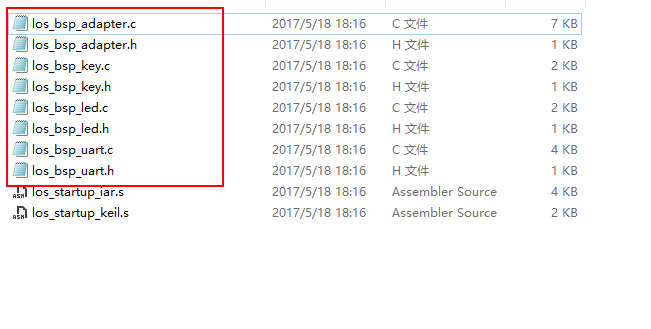 los_bsp_adapter.c 2017/5/18 18:16 C 文件 7 KB
los_bsp_adapter.h 2017/5/18 18:16 H 文件 1 KB
los_bsp_key.c 2017/5/18 18:16 C 文件 2 KB
los_bsp_key.h 2017/5/18 18:16 H 文件 1 KB
los_bsp_led.c 2017/5/18 18:16 C 文件 2 KB
los_bsp_led.h 2017/5/18 18:16 H 文件 1 KB
los_bsp_uart.c 2017/5/18 18:16 C 文件 4 KB
los_bsp_uart.h 2017/5/18 18:16 H 文件 1 KB
ASM los_startup_iar.s 2017/5/18 18:16 Assembler Source 4 KB
ASM los_startup_keil.s 2017/5/18 18:16 Assembler Source 2 KB